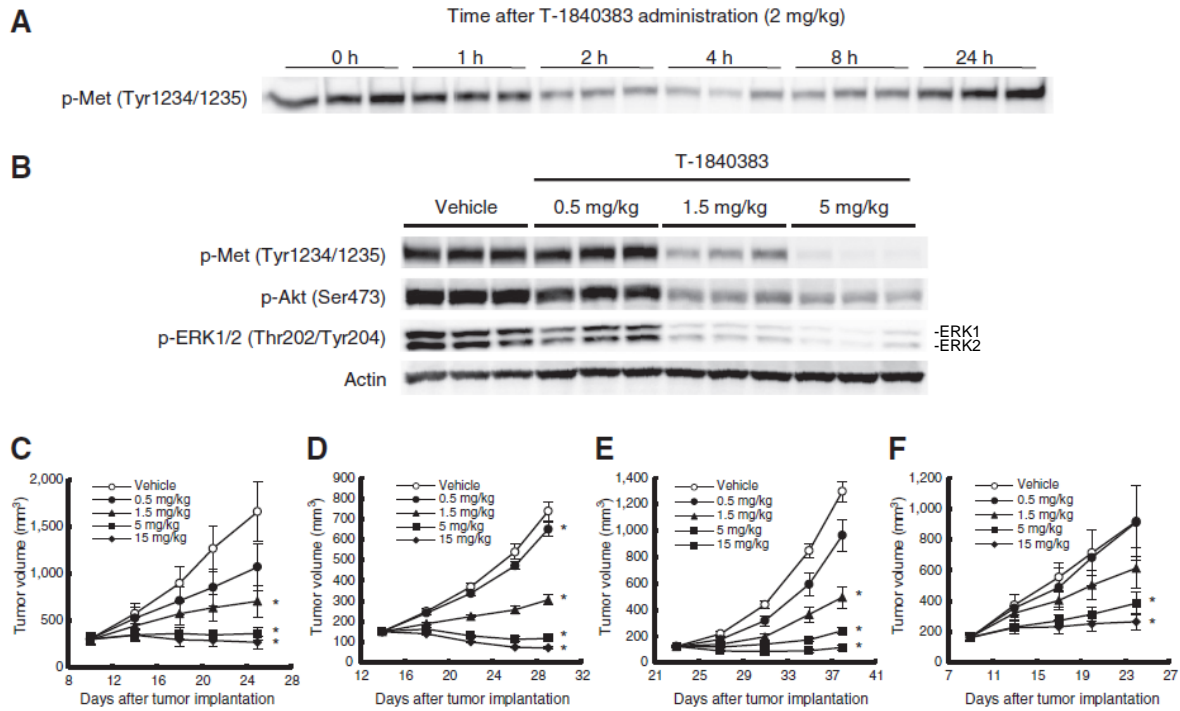 A
Time after T-1840383 administration (2 mg/kg)
0 h 1 h 2 h 4 h 8 h 24 h
p-Met (Tyr1234/1235)
B
T-1840383
Vehicle 0.5 mg/kg 1.5 mg/kg 5 mg/kg
p-Met (Tyr1234/1235)
p-Akt (Ser473)
p-ERK1/2 (Thr202/Tyr204)
-ERK1
-ERK2
Actin
C
Tumor volume (mm³)
2,000
1,500
1,000
500
0
Vehicle
0.5 mg/kg
1.5 mg/kg
5 mg/kg
15 mg/kg
*
*
*
8 12 16 20 24 28
Days after tumor implantation
D
Tumor volume (mm³)
900
800
700
600
500
400
300
200
100
0
Vehicle
0.5 mg/kg
1.5 mg/kg
5 mg/kg
15 mg/kg
*
*
*
*
12 16 20 24 28 32
Days after tumor implantation
E
Tumor volume (mm³)
1,400
1,200
1,000
800
600
400
200
0
Vehicle
0.5 mg/kg
1.5 mg/kg
5 mg/kg
15 mg/kg
*
*
*
21 25 29 33 37 41
Days after tumor implantation
F
Tumor volume (mm³)
1,200
1,000
800
600
400
200
0
Vehicle
0.5 mg/kg
1.5 mg/kg
5 mg/kg
15 mg/kg
*
*
7 11 15 19 23 27
Days after tumor implantation